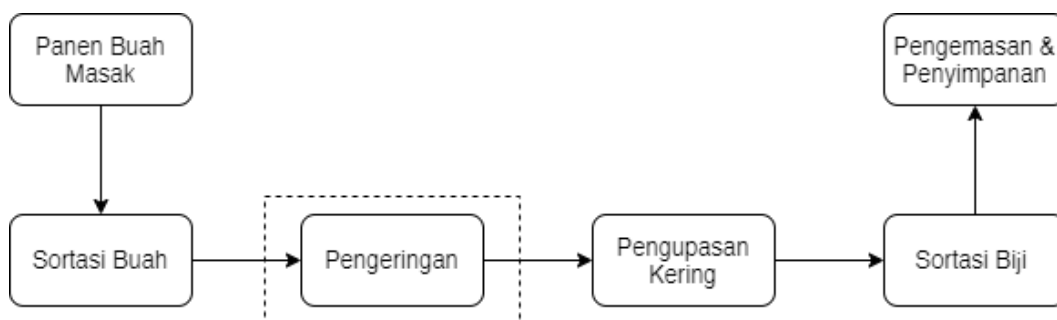 Panen Buah
Masak
Pengemasan &
Penyimpanan
Sortasi Buah
Pengeringan
Pengupasan
Kering
Sortasi Biji